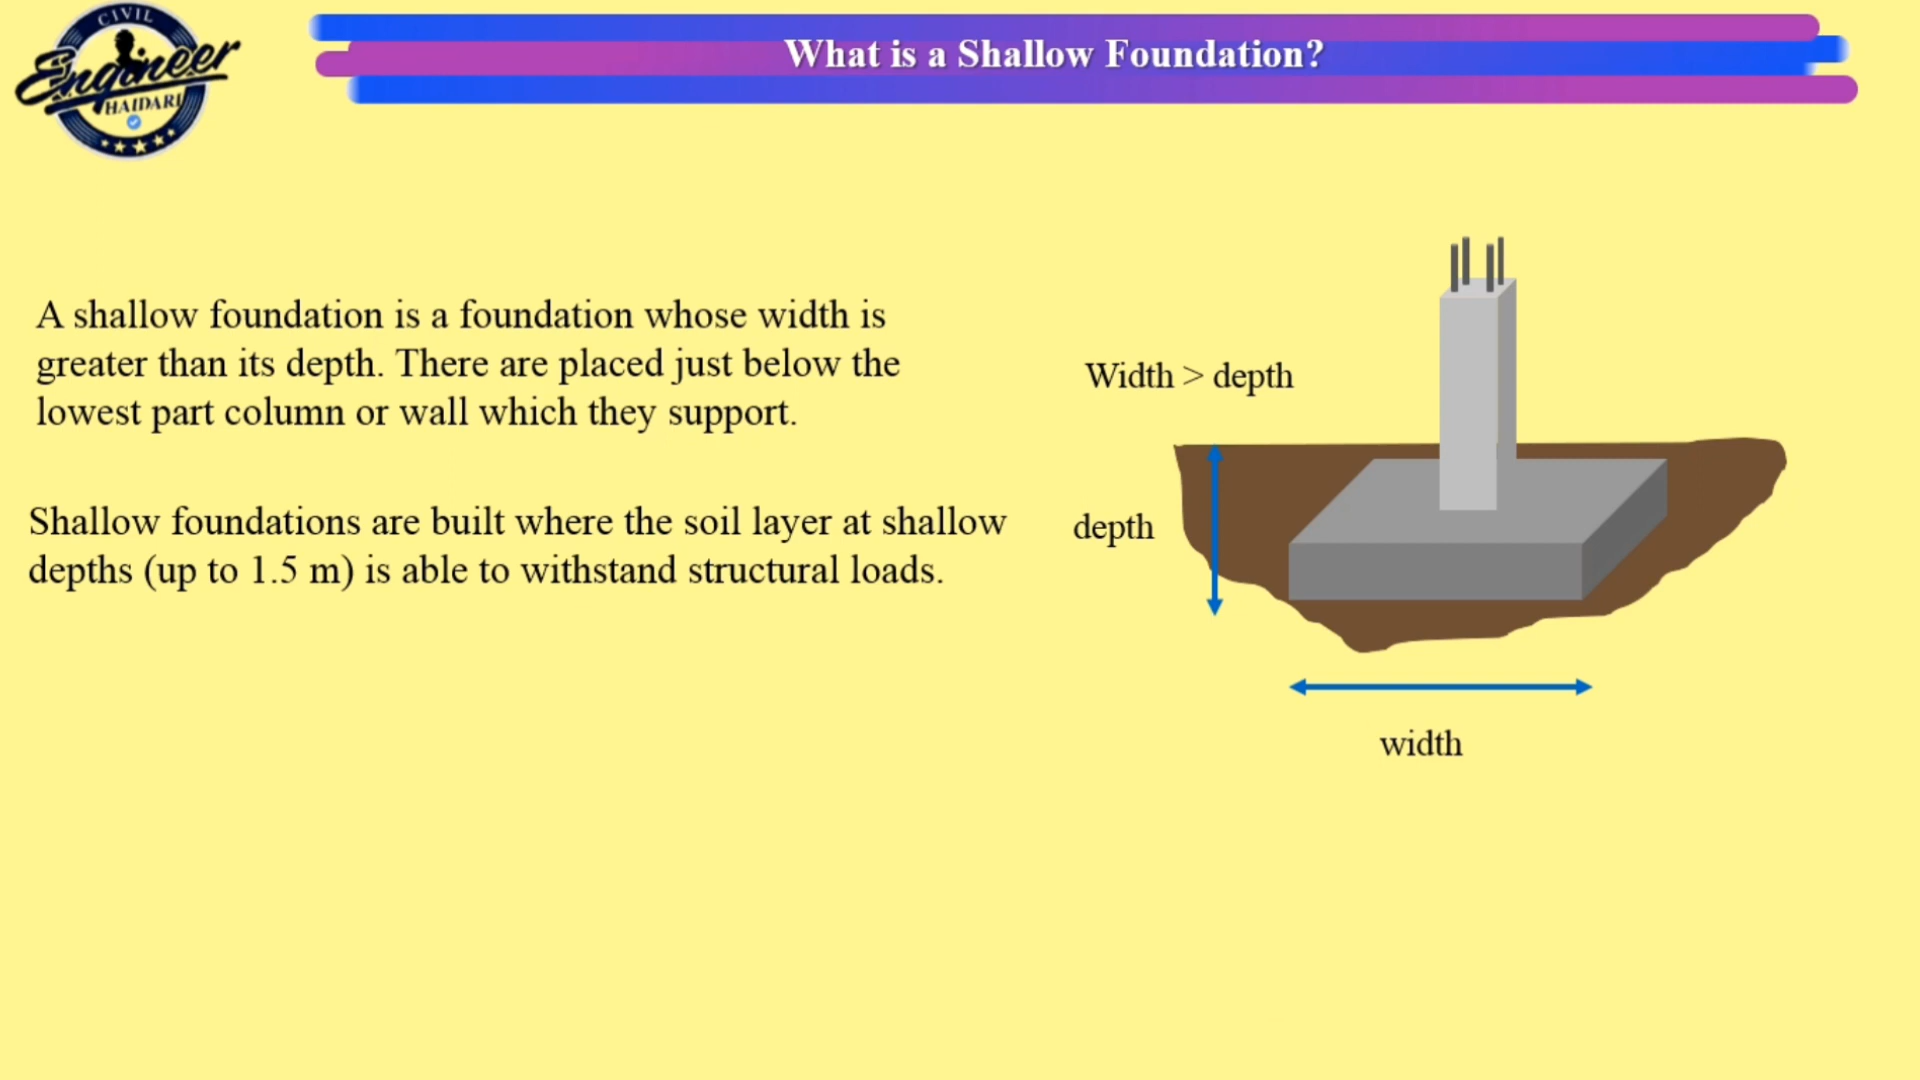 CIVIL
Engineer
HAIDARI
What is a Shallow Foundation?
A shallow foundation is a foundation whose width is
greater than its depth. There are placed just below the
lowest part column or wall which they support.
Shallow foundations are built where the soil layer at shallow
depths (up to 1.5 m) is able to withstand structural loads.
Width > depth
depth
width